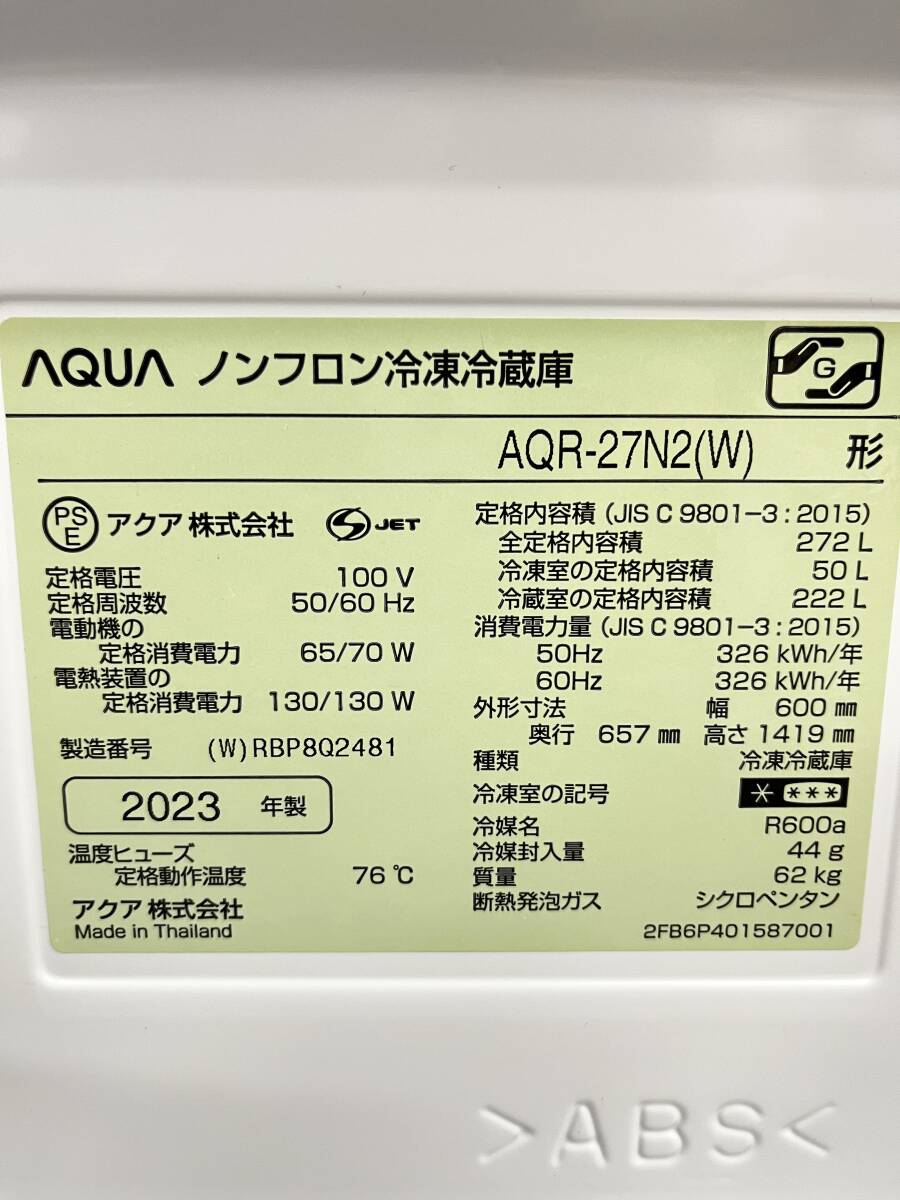 AQUA ノンフロン冷凍冷蔵庫
G
AQR-27N2(W) 形
PS E アクア 株式会社 S JET
定格電圧 100 V
定格周波数 50/60 Hz
電動機の
定格消費電力 65/70 W
電熱装置の
定格消費電力 130/130 W
製造番号 (W)RBP8Q2481
2023 年製
温度ヒューズ
定格動作温度 76 ℃
アクア 株式会社
Made in Thailand
定格内容積 (JIS C 9801-3:2015)
全定格内容積 272 L
冷凍室の定格内容積 50 L
冷蔵室の定格内容積 222 L
消費電力量 (JIS C 9801-3:2015)
50Hz 326 kWh/年
60Hz 326 kWh/年
外形寸法 幅 600 ㎜
奥行 657 ㎜ 高さ 1419 ㎜
種類 冷凍冷蔵庫
冷凍室の記号 * ***
冷媒名 R600a
冷媒封入量 44 g
質量 62 kg
断熱発泡ガス シクロペンタン
2FB6P401587001
>ABS<